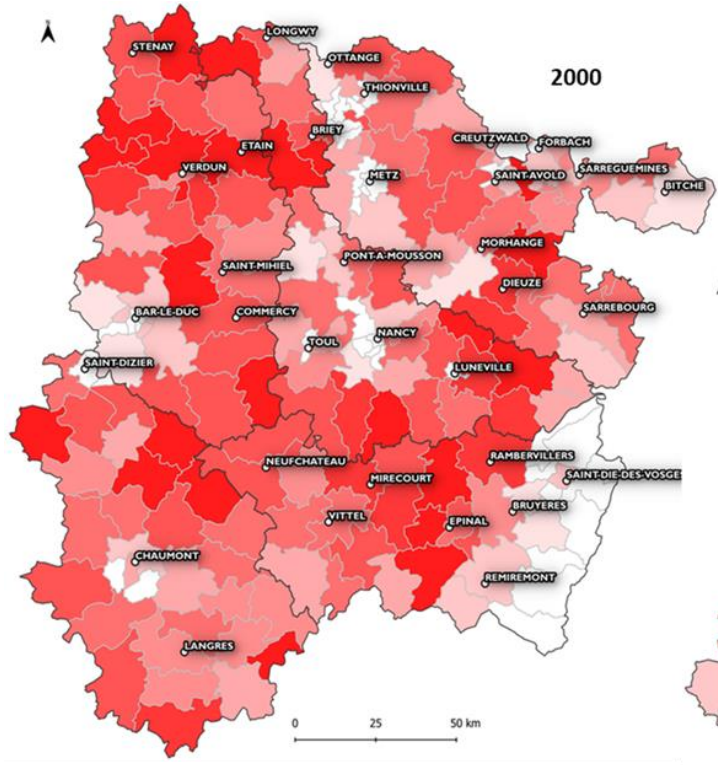 N
LONGWY
STENAY
OTTANGE
2000
THIONVILLE
BRIEY
CREUTZWALD
FORBACH
ETAIN
VERDUN
METZ
SAINT-AVOLD
SARREGUEMINES
BITCHE
MORHANGE
PONT-A-MOUSSON
SAINT-MIHIEL
DIEUZE
BAR-LE-DUC
COMMERCY
SARREBOURG
TOUL
NANCY
SAINT-DIZIER
LUNEVILLE
NEUFCHATEAU
RAMBERVILLERS
MIRECOURT
SAINT-DIE-DES-VOSGES
VITTEL
EPINAL
BRUYERES
CHAUMONT
REMIREMONT
LANGRES
0 25 50 km